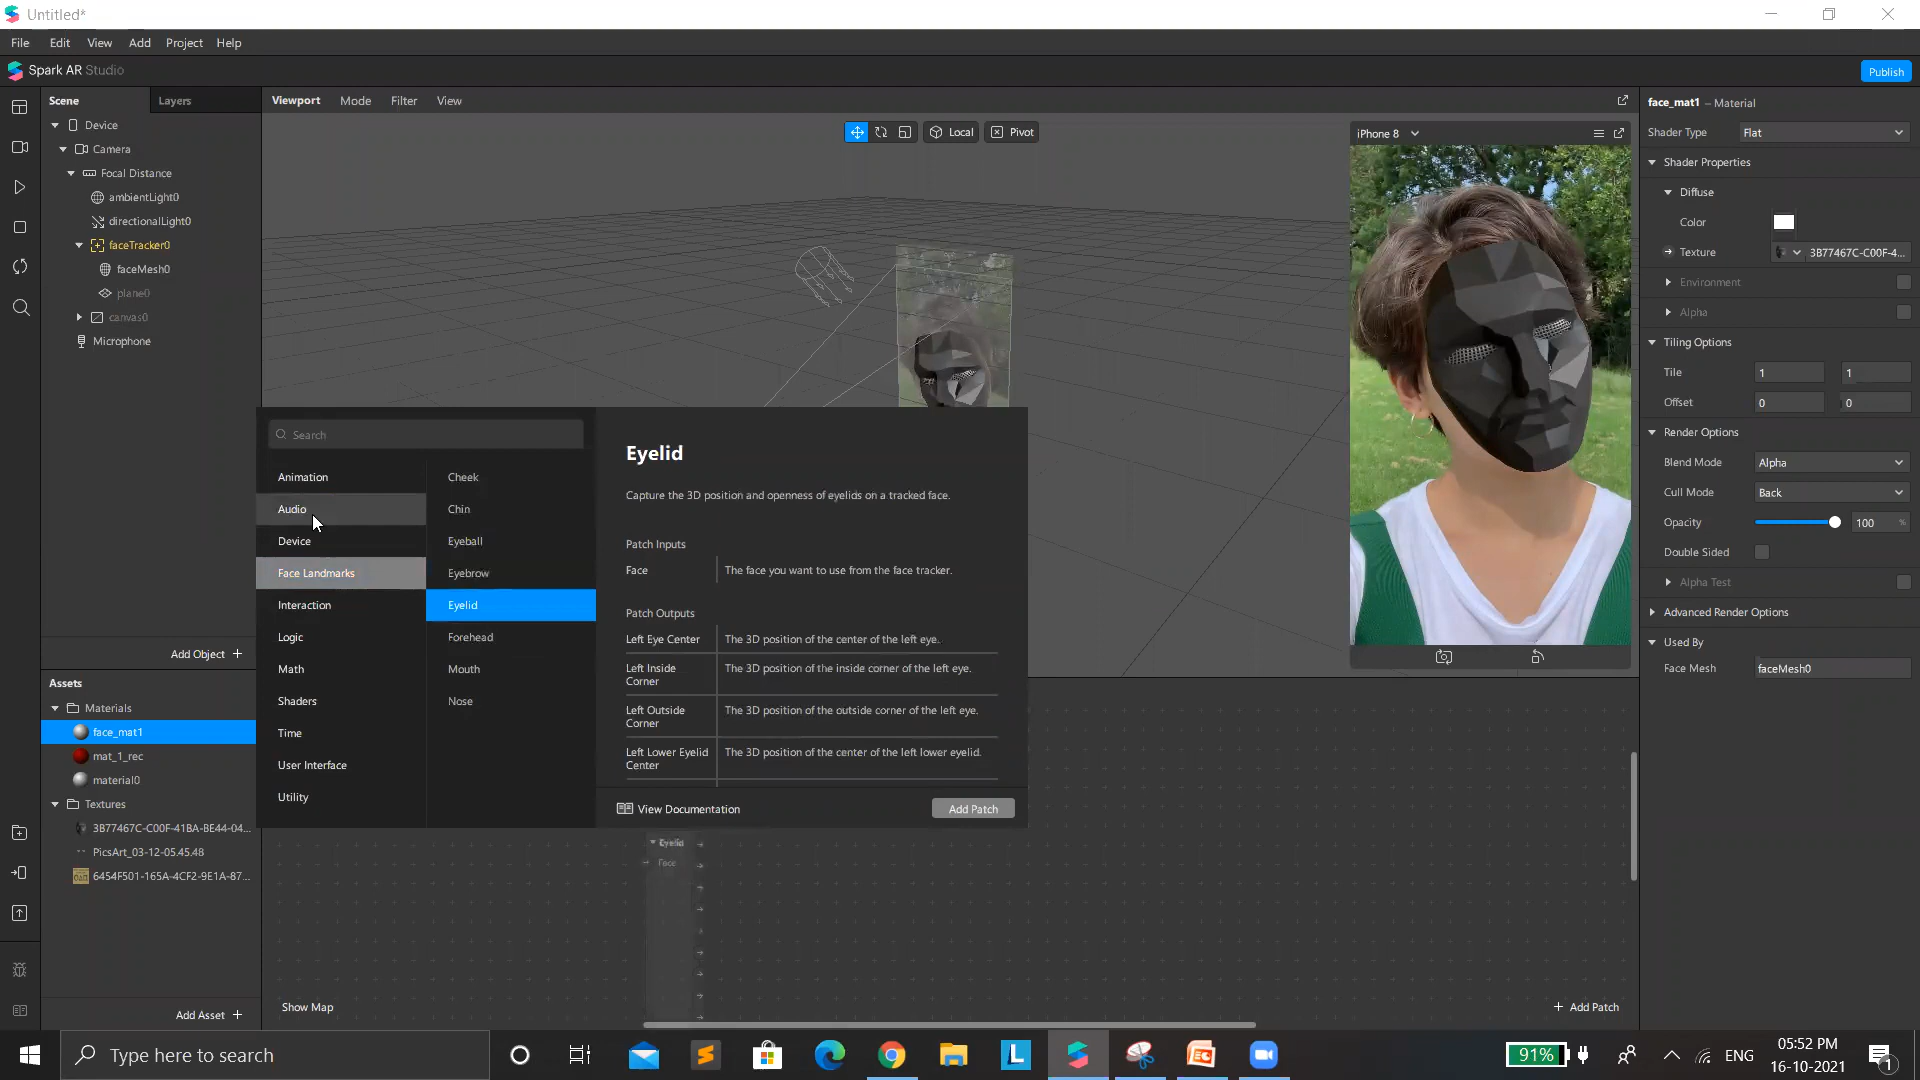 Untitled*
File Edit View Add Project Help
Spark AR Studio
Publish
Scene Layers
Device
Camera
Focal Distance
ambientLight0
directionalLight0
faceTracker0
faceMesh0
plane0
canvas0
Microphone
Add Object +
Assets
Materials
face_mat1
mat_1_rec
material0
Textures
3B77467C-C00F-41BA-BE44-04...
PicsArt_03-12-05.45.48
6454F501-165A-4CF2-9E1A-87...
Add Asset +
Viewport Mode Filter View
Local Pivot
iPhone 8
Search
Animation
Audio
Device
Face Landmarks
Interaction
Logic
Math
Shaders
Time
User Interface
Utility
Cheek
Chin
Eyeball
Eyebrow
Eyelid
Forehead
Mouth
Nose
Eyelid
Capture the 3D position and openness of eyelids on a tracked face.
Patch Inputs
Face The face you want to use from the face tracker.
Patch Outputs
Left Eye Center The 3D position of the center of the left eye.
Left Inside Corner The 3D position of the inside corner of the left eye.
Left Outside Corner The 3D position of the outside corner of the left eye.
Left Lower Eyelid Center The 3D position of the center of the left lower eyelid.
View Documentation Add Patch
Eyelid
Face
Show Map
+ Add Patch
face_mat1 – Material
Shader Type Flat
Shader Properties
Diffuse
Color
Texture 3B77467C-C00F-4...
Environment
Alpha
Tiling Options
Tile 1 1
Offset 0 0
Render Options
Blend Mode Alpha
Cull Mode Back
Opacity 100 %
Double Sided
Alpha Test
Advanced Render Options
Used By
Face Mesh faceMesh0
Type here to search
91%
ENG
05:52 PM
16-10-2021
1